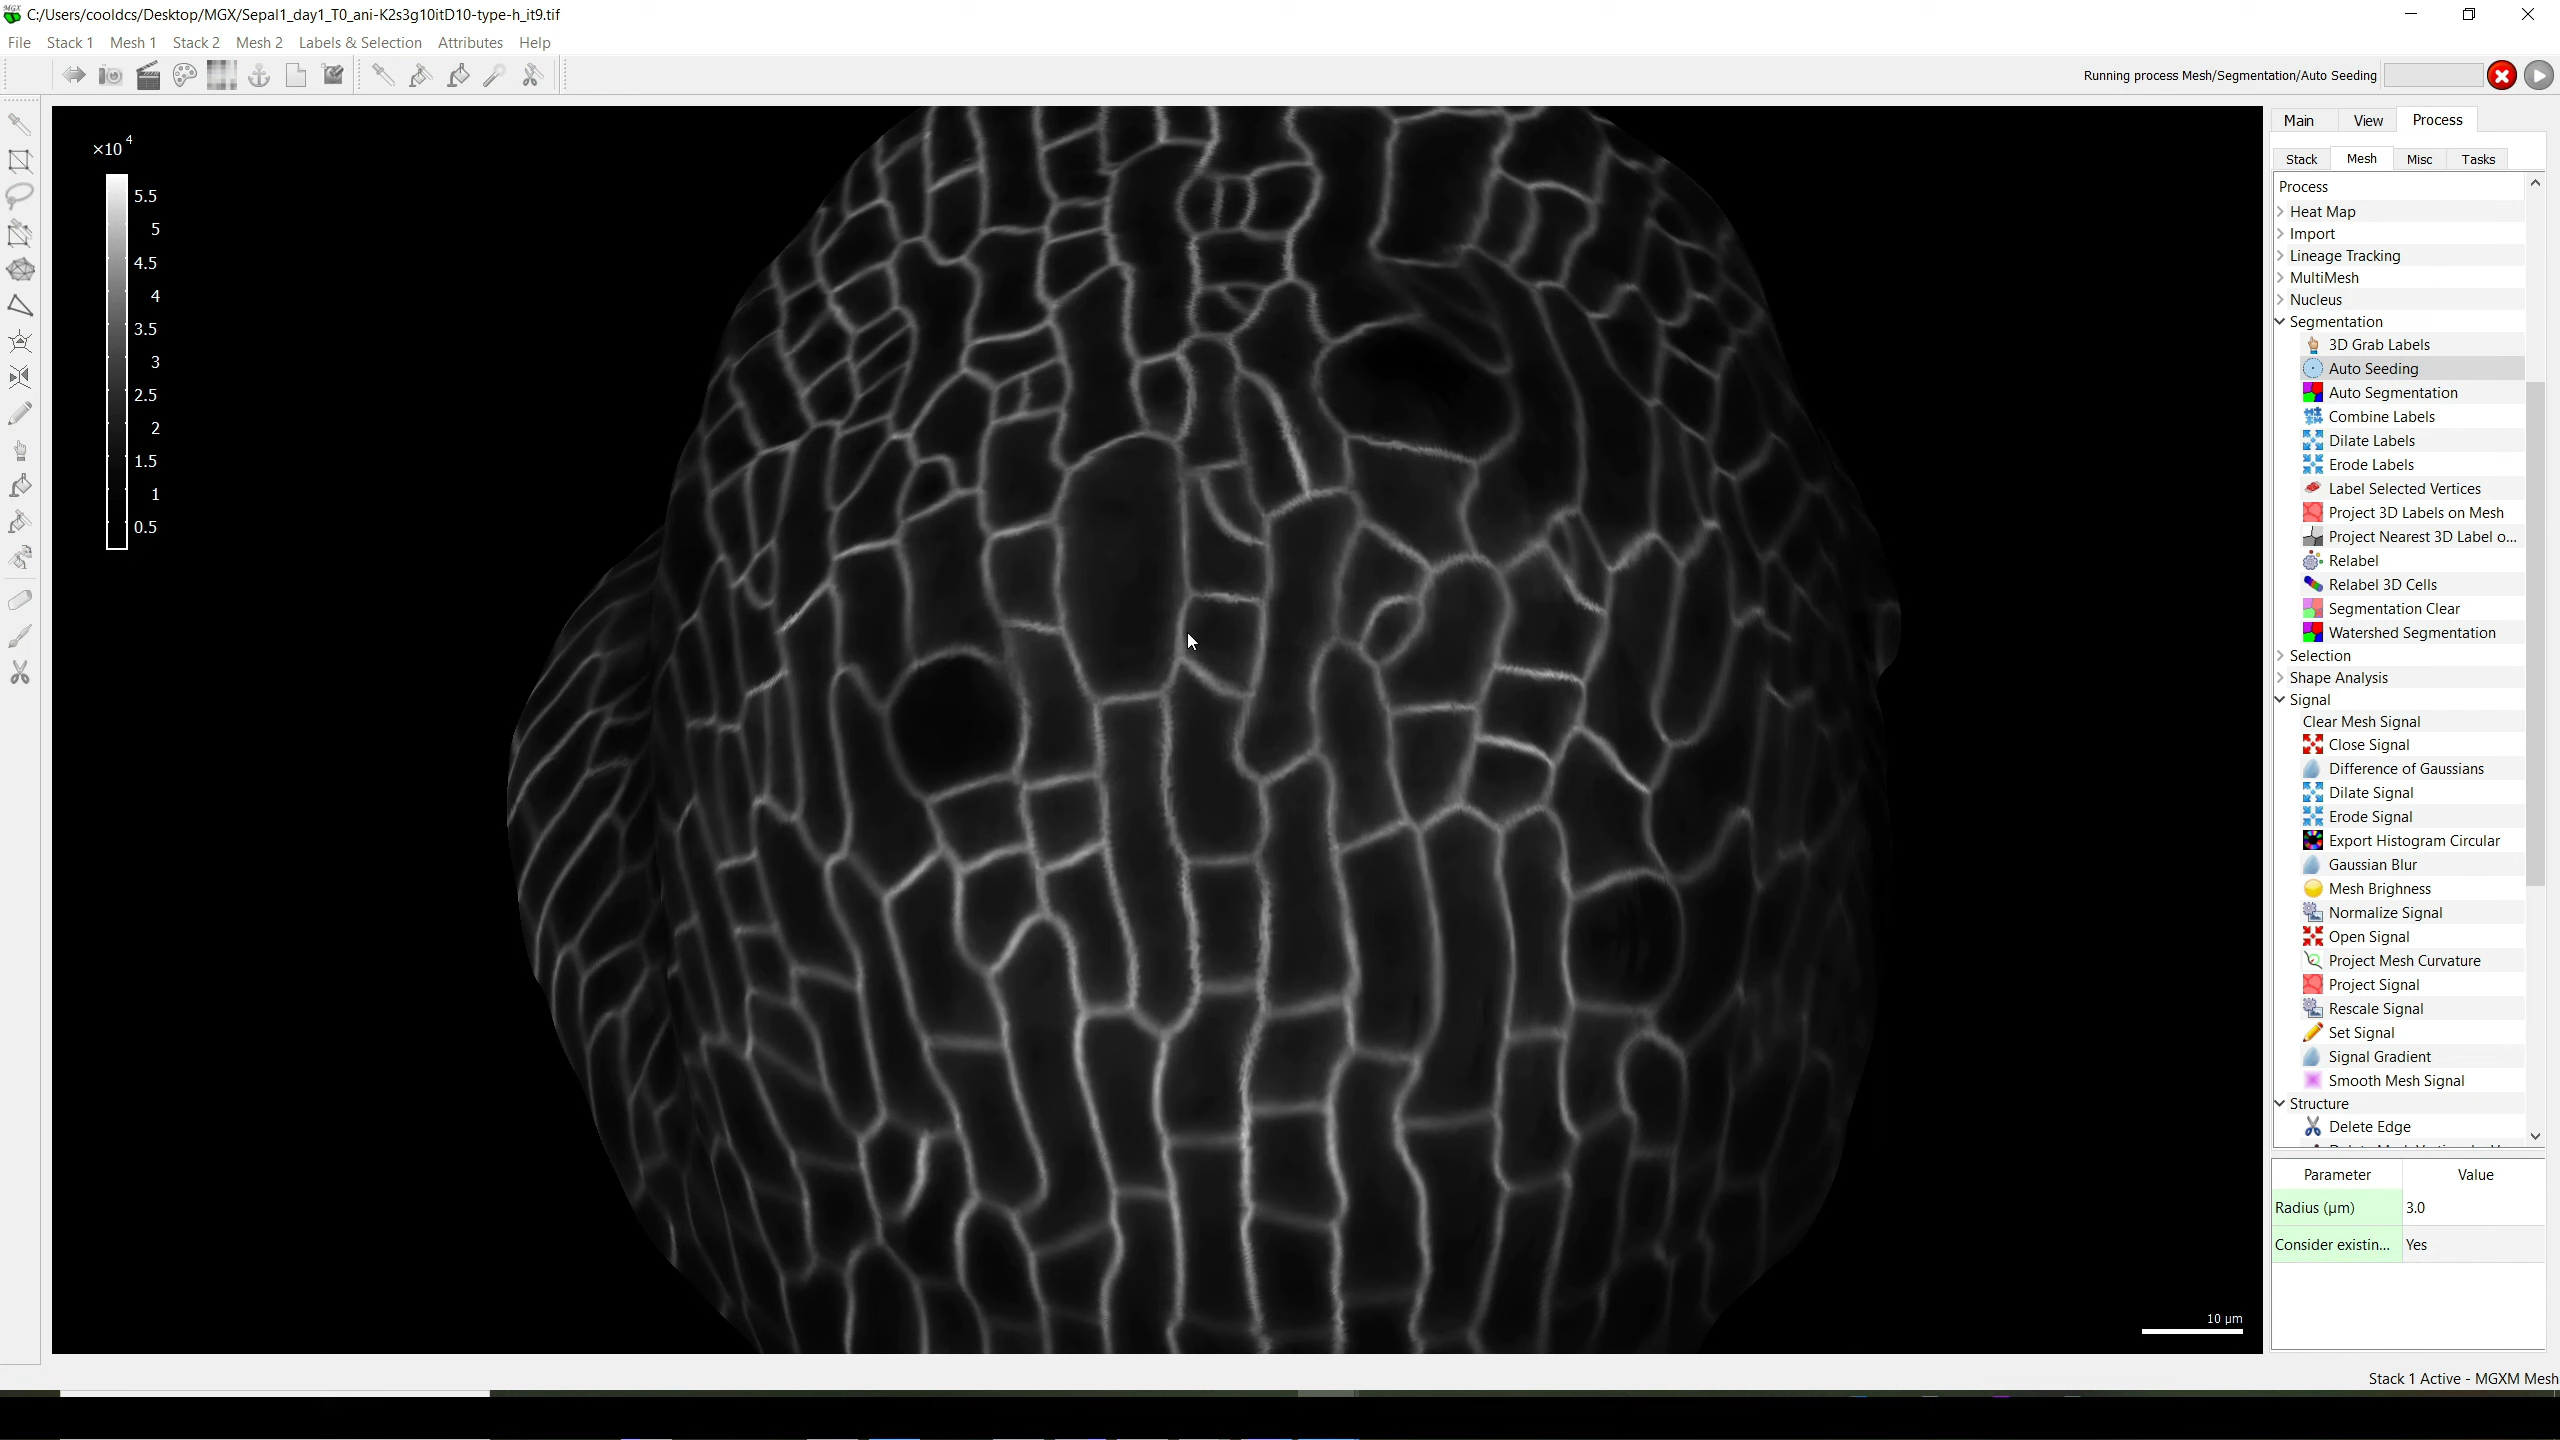 C:/Users/cooldcs/Desktop/MGX/Sepal1_day1_T0_ani-K2s3g10itD10-type-h_it9.tif
File Stack 1 Mesh 1 Stack 2 Mesh 2 Labels & Selection Attributes Help
Running process Mesh/Segmentation/Auto Seeding
Main View Process
Stack Mesh Misc Tasks
×10 4
5.5
5
4.5
4
3.5
3
2.5
2
1.5
1
0.5
Process
Heat Map
Import
Lineage Tracking
MultiMesh
Nucleus
Segmentation
3D Grab Labels
Auto Seeding
Auto Segmentation
Combine Labels
Dilate Labels
Erode Labels
Label Selected Vertices
Project 3D Labels on Mesh
Project Nearest 3D Label o...
Relabel
Relabel 3D Cells
Segmentation Clear
Watershed Segmentation
Selection
Shape Analysis
Signal
Clear Mesh Signal
Close Signal
Difference of Gaussians
Dilate Signal
Erode Signal
Export Histogram Circular
Gaussian Blur
Mesh Brighness
Normalize Signal
Open Signal
Project Mesh Curvature
Project Signal
Rescale Signal
Set Signal
Signal Gradient
Smooth Mesh Signal
Structure
Delete Edge
Parameter Value
Radius (µm) 3.0
Consider existin... Yes
10 µm
Stack 1 Active - MGXM Mesh